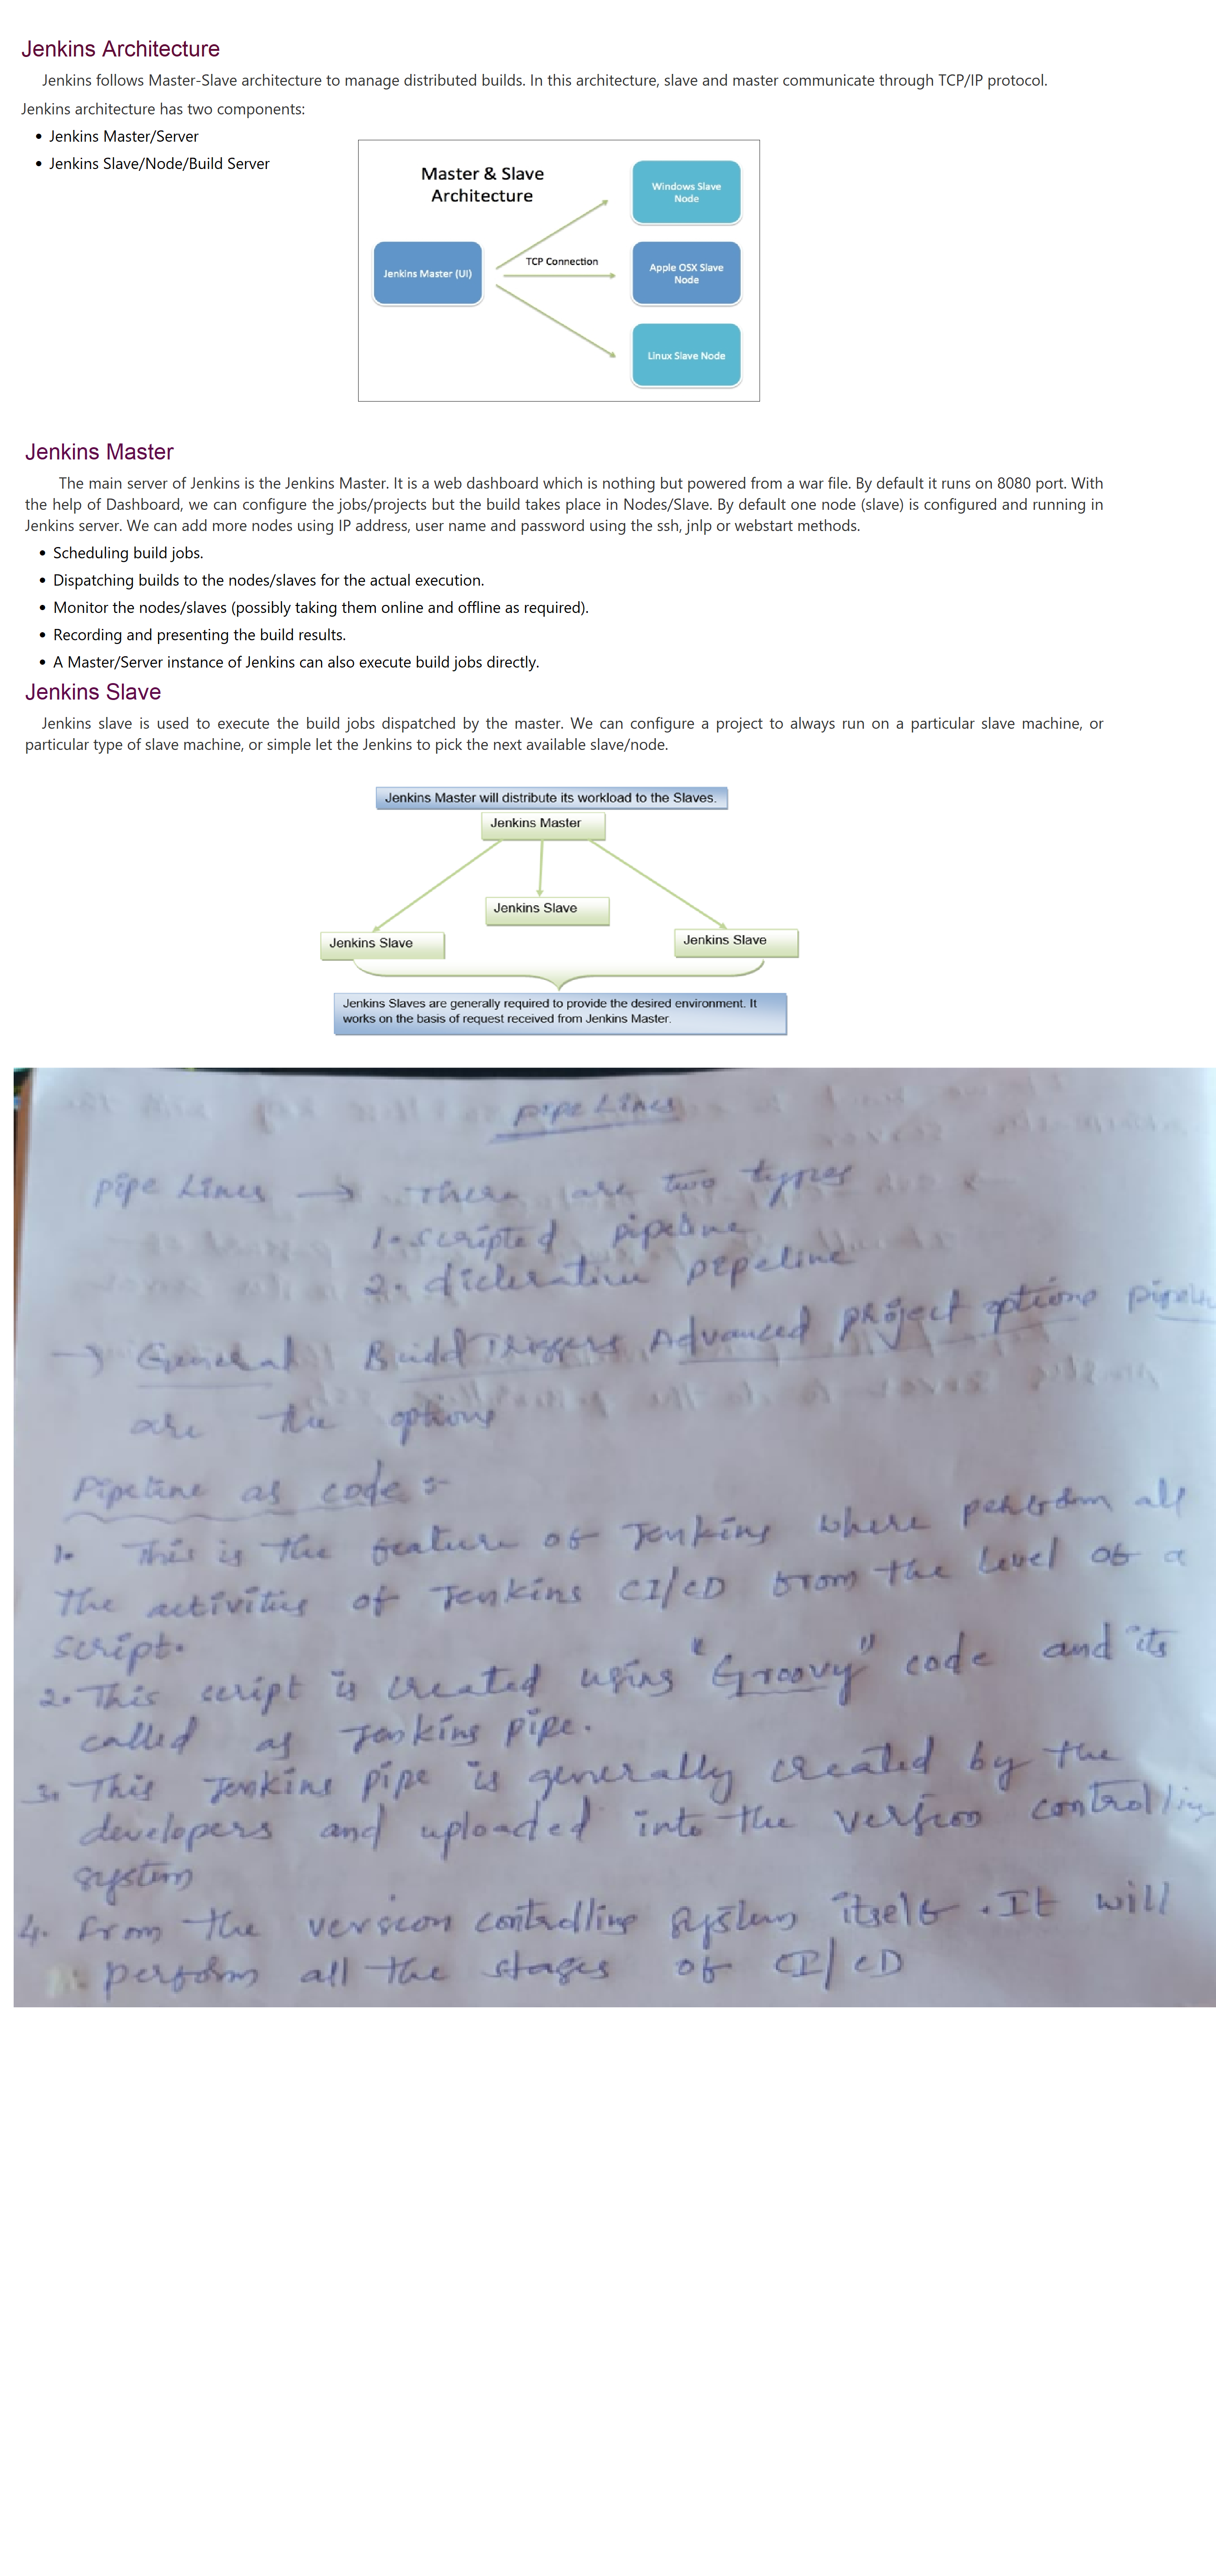 Jenkins Architecture
Jenkins follows Master-Slave architecture to manage distributed builds. In this architecture, slave and master communicate through TCP/IP protocol.
Jenkins architecture has two components:
• Jenkins Master/Server
• Jenkins Slave/Node/Build Server
Master & Slave
Architecture
Jenkins Master (UI)
TCP Connection
Windows Slave
Node
Apple OSX Slave
Node
Linux Slave Node
Jenkins Master
The main server of Jenkins is the Jenkins Master. It is a web dashboard which is nothing but powered from a war file. By default it runs on 8080 port. With
the help of Dashboard, we can configure the jobs/projects but the build takes place in Nodes/Slave. By default one node (slave) is configured and running in
Jenkins server. We can add more nodes using IP address, user name and password using the ssh, jnlp or webstart methods.
• Scheduling build jobs.
• Dispatching builds to the nodes/slaves for the actual execution.
• Monitor the nodes/slaves (possibly taking them online and offline as required).
• Recording and presenting the build results.
• A Master/Server instance of Jenkins can also execute build jobs directly.
Jenkins Slave
Jenkins slave is used to execute the build jobs dispatched by the master. We can configure a project to always run on a particular slave machine, or
particular type of slave machine, or simple let the Jenkins to pick the next available slave/node.
Jenkins Master will distribute its workload to the Slaves.
Jenkins Master
Jenkins Slave
Jenkins Slave
Jenkins Slave
Jenkins Slaves are generally required to provide the desired environment. It
works on the basis of request received from Jenkins Master.
pipe Lines
pipe Lines → There are two types
1. scripted pipeline
2. diclerative pipeline
→ General Build Triggers Advanced project options
are the options
Pipeline as code :-
1. This is the feature of Jenkins where perform all
the activities of Jenkins CI/CD from the level of a
script.
2. This script is created using "Groovy" code and its
called as Jenkins pipe.
3. This Jenkins pipe is generally created by the
developers and uploaded into the version controlling
system
4. From the version controlling system itself. It will
perform all the stages of CI/CD